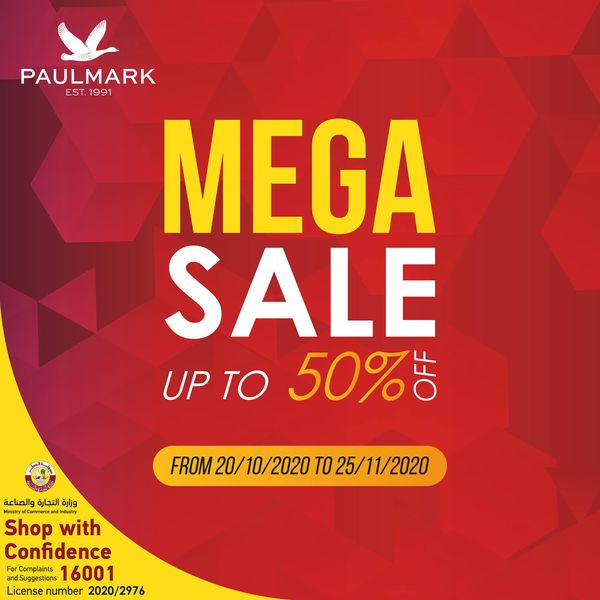 PAULMARK
EST. 1991
MEGA
SALE
UP TO 50% OFF
FROM 20/10/2020 TO 25/11/2020
وزارة التجارة والصناعة
Ministry of Commerce and Industry
Shop with
Confidence
For Complaints
and Suggestions 16001
License number 2020/2976